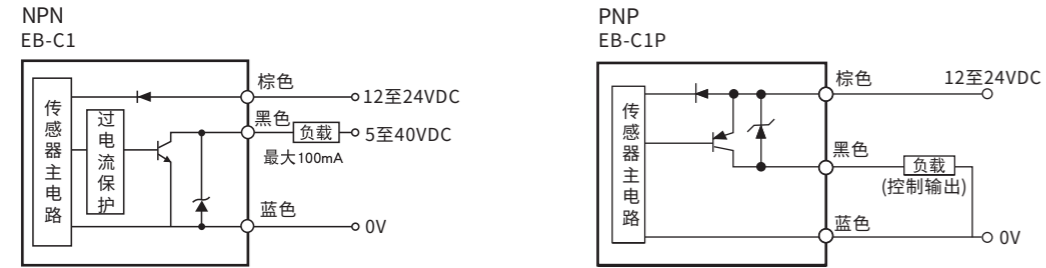 NPN
EB-C1
传感器主电路
过电流保护
棕色
12至24VDC
黑色
负载
5至40VDC
最大100mA
蓝色
0V
PNP
EB-C1P
传感器主电路
棕色
12至24VDC
黑色
负载
(控制输出)
蓝色
0V